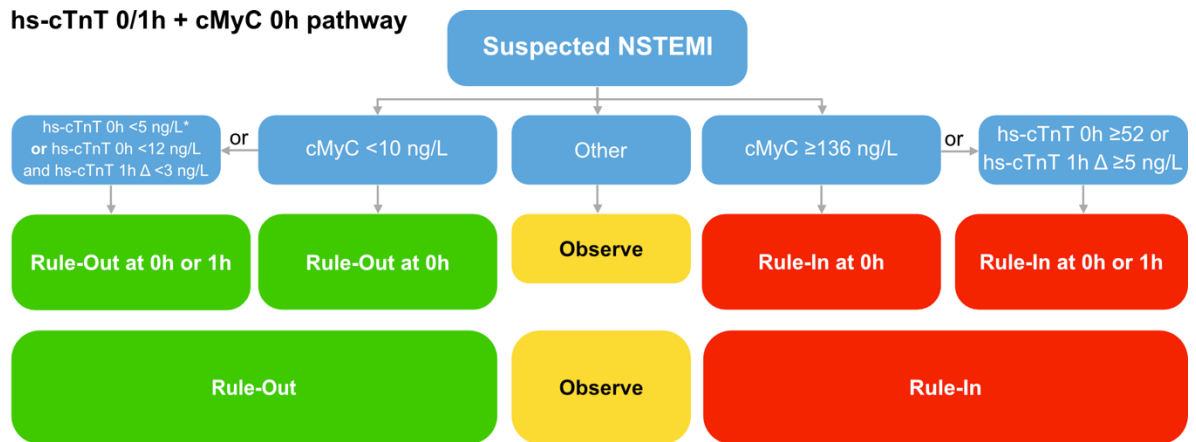 hs-cTnT 0/1h + cMyC 0h pathway
Suspected NSTEMI
hs-cTnT 0h <5 ng/L*
or hs-cTnT 0h <12 ng/L
and hs-cTnT 1h Δ <3 ng/L
or
cMyC <10 ng/L
Other
cMyC ≥136 ng/L
or
hs-cTnT 0h ≥52 or
hs-cTnT 1h Δ ≥5 ng/L
Rule-Out at 0h or 1h
Rule-Out at 0h
Observe
Rule-In at 0h
Rule-In at 0h or 1h
Rule-Out
Observe
Rule-In